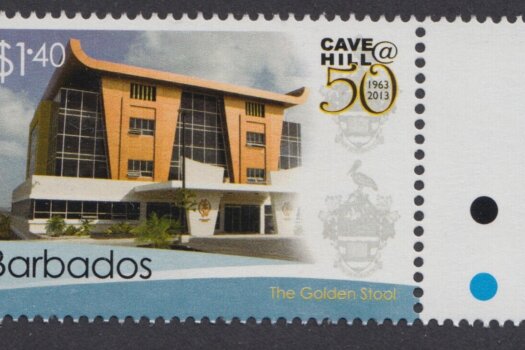 $1.40
CAVE @
HILL
50
1963
2013
Barbados
The Golden Stool